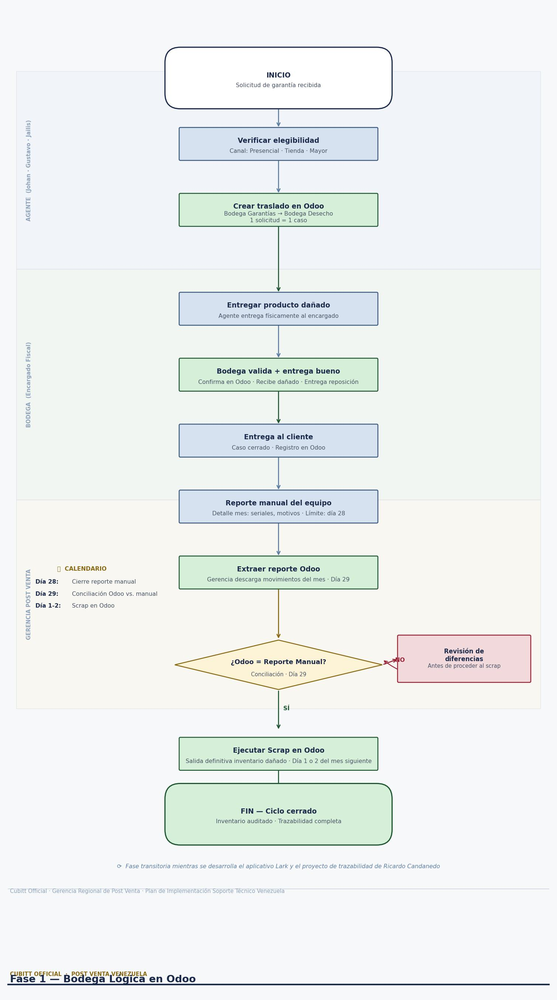 INICIO
Solicitud de garantía recibida
AGENTE (Johan · Gustavo · Jailis)
Verificar elegibilidad
Canal: Presencial · Tienda · Mayor
Crear traslado en Odoo
Bodega Garantías → Bodega Desecho
1 solicitud = 1 caso
BODEGA (Encargado Fiscal)
Entregar producto dañado
Agente entrega físicamente al encargado
Bodega valida + entrega bueno
Confirma en Odoo · Recibe dañado · Entrega reposición
Entrega al cliente
Caso cerrado · Registro en Odoo
Reporte manual del equipo
Detalle mes: seriales, motivos · Límite: día 28
GERENCIA POST VENTA
Extraer reporte Odoo
Gerencia descarga movimientos del mes · Día 29
CALENDARIO
Día 28: Cierre reporte manual
Día 29: Conciliación Odoo vs. manual
Día 1-2: Scrap en Odoo
¿Odoo = Reporte Manual?
Conciliación · Día 29
NO
Revisión de
diferencias
Antes de proceder al scrap
SÍ
Ejecutar Scrap en Odoo
Salida definitiva inventario dañado · Día 1 o 2 del mes siguiente
FIN — Ciclo cerrado
Inventario auditado · Trazabilidad completa
⟳ Fase transitoria mientras se desarrolla el aplicativo Lark y el proyecto de trazabilidad de Ricardo Candanedo
Cubitt Official · Gerencia Regional de Post Venta · Plan de Implementación Soporte Técnico Venezuela
CUBITT OFFICIAL · POST VENTA VENEZUELA
Fase 1 — Bodega Lógica en Odoo